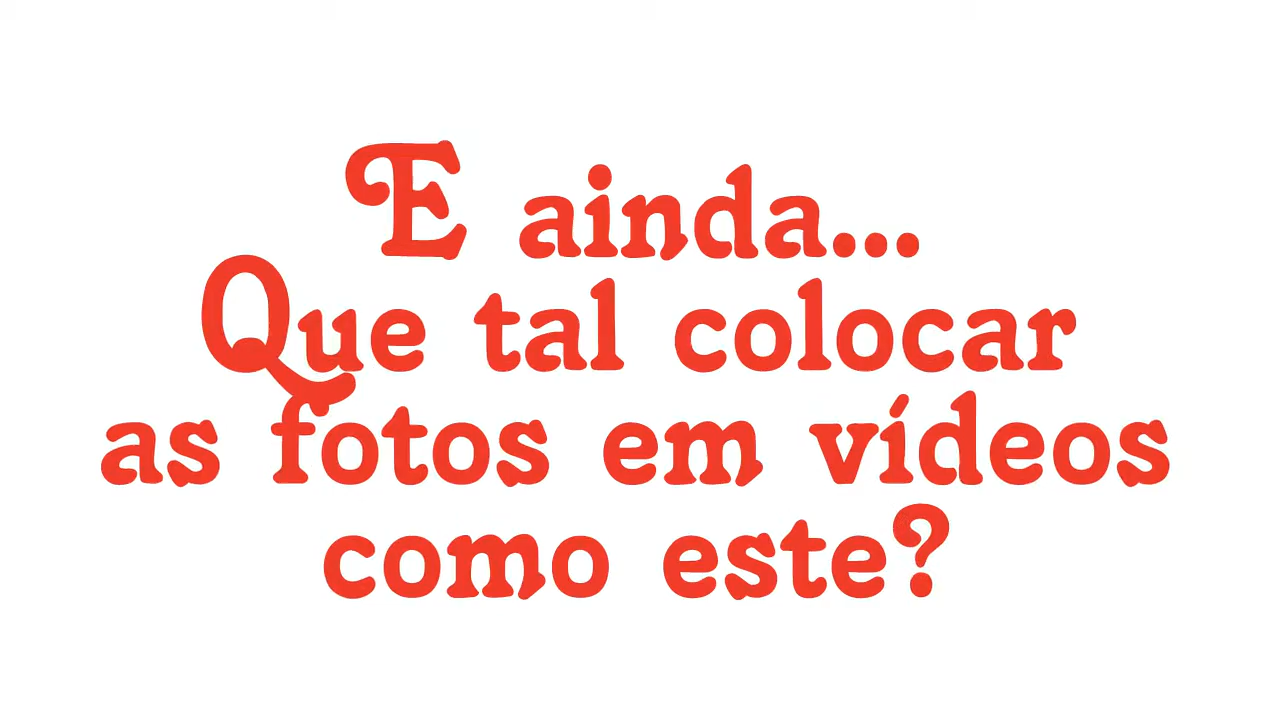 E ainda...
Que tal colocar
as fotos em vídeos
como este?